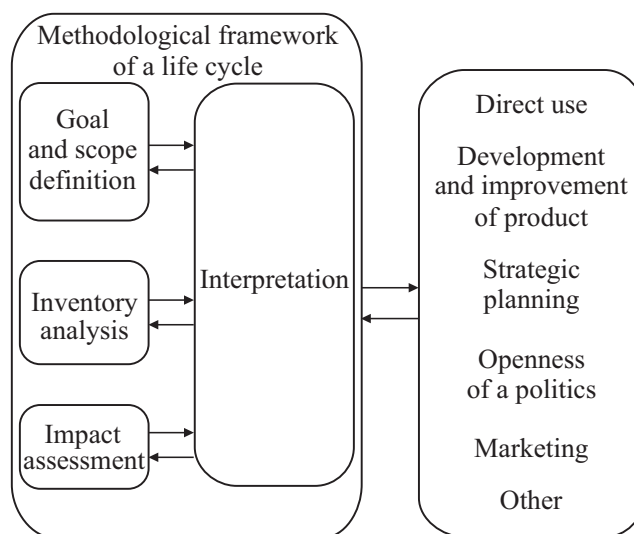 Methodological framework
of a life cycle
Goal
and scope
definition
Inventory
analysis
Impact
assessment
Interpretation
Direct use
Development
and improvement
of product
Strategic
planning
Openness
of a politics
Marketing
Other